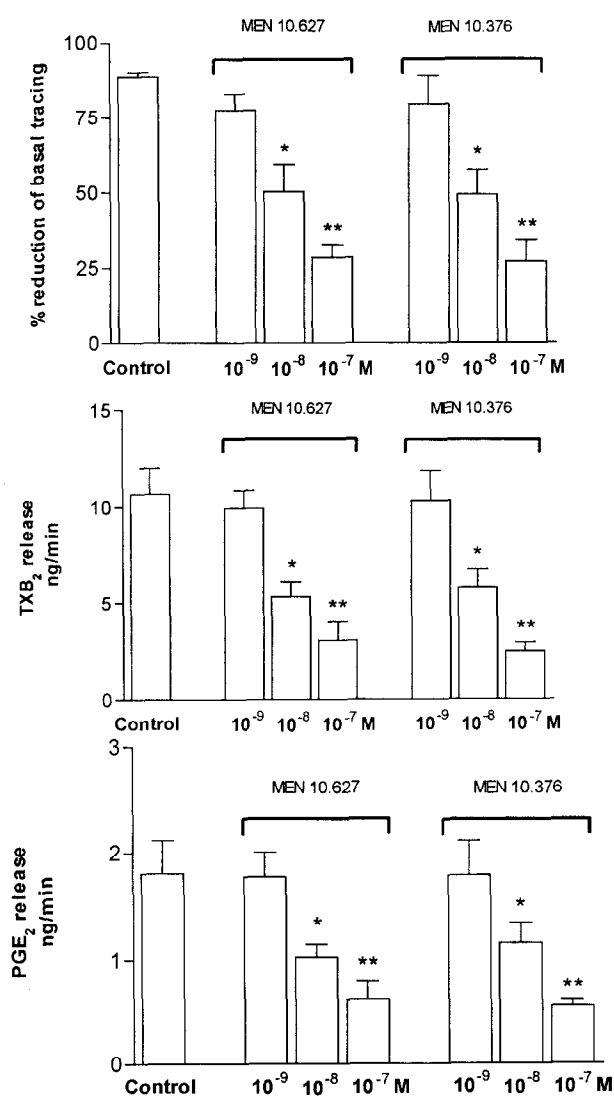 MEN 10.627 MEN 10.376
100
75
50
25
0
% reduction of basal tracing
* ** * **
Control 10⁻⁹ 10⁻⁸ 10⁻⁷ M 10⁻⁹ 10⁻⁸ 10⁻⁷ M
MEN 10.627 MEN 10.376
15
10
5
0
TXB₂ release
ng/min
* ** * **
Control 10⁻⁹ 10⁻⁸ 10⁻⁷ M 10⁻⁹ 10⁻⁸ 10⁻⁷ M
MEN 10.627 MEN 10.376
3
2
1
0
PGE₂ release
ng/min
* ** * **
Control 10⁻⁹ 10⁻⁸ 10⁻⁷ M 10⁻⁹ 10⁻⁸ 10⁻⁷ M